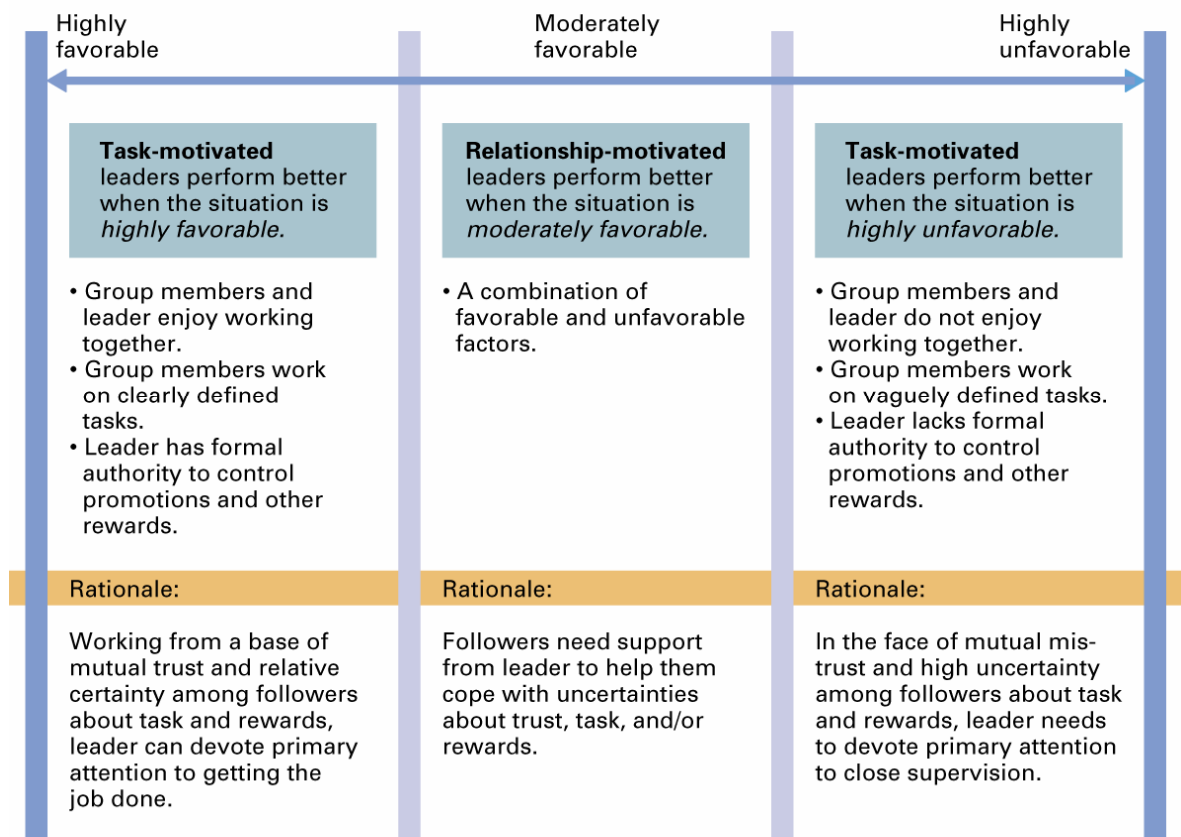 Highly
favorable
Moderately
favorable
Highly
unfavorable
Task-motivated
leaders perform better
when the situation is
highly favorable.
• Group members and
leader enjoy working
together.
• Group members work
on clearly defined
tasks.
• Leader has formal
authority to control
promotions and other
rewards.
Relationship-motivated
leaders perform better
when the situation is
moderately favorable.
• A combination of
favorable and unfavorable
factors.
Task-motivated
leaders perform better
when the situation is
highly unfavorable.
• Group members and
leader do not enjoy
working together.
• Group members work
on vaguely defined tasks.
• Leader lacks formal
authority to control
promotions and other
rewards.
Rationale:
Working from a base of
mutual trust and relative
certainty among followers
about task and rewards,
leader can devote primary
attention to getting the
job done.
Rationale:
Followers need support
from leader to help them
cope with uncertainties
about trust, task, and/or
rewards.
Rationale:
In the face of mutual mis-
trust and high uncertainty
among followers about task
and rewards, leader needs
to devote primary attention
to close supervision.